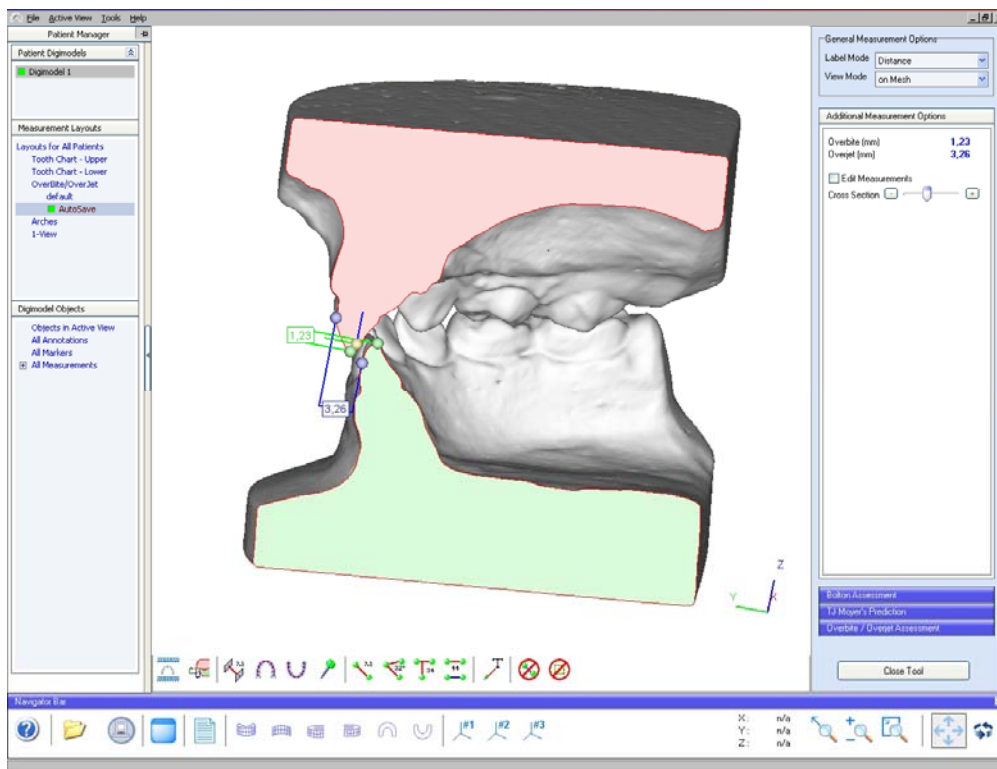 File Active View Tools Help
Patient Manager
Patient Digimodels
Digimodel 1
Measurement Layouts
Layouts for All Patients
Tooth Chart - Upper
Tooth Chart - Lower
OverBite/OverJet
default
AutoSave
Arches
1-View
Digimodel Objects
Objects in Active View
All Annotations
All Markers
All Measurements
1,23
3,26
Z
Y
X
General Measurement Options
Label Mode Distance
View Mode on Mesh
Additional Measurement Options
Overbite (mm) 1,23
Overjet (mm) 3,26
Edit Measurements
Cross Section
Bolton Assessment
TJ Moyer's Prediction
Overbite / Overjet Assessment
Close Tool
Navigator Bar
#1 #2 #3
X: n/a
Y: n/a
Z: n/a